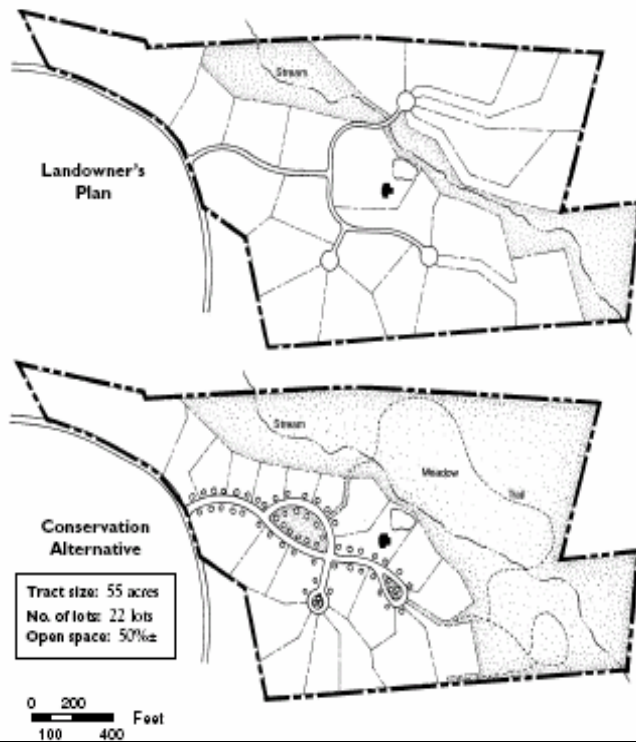 Stream
Landowner's
Plan
Stream
Meadow
Trail
Conservation
Alternative
Tract size: 55 acres
No. of lots: 22 lots
Open space: 50%±
0 200
Feet
100 400